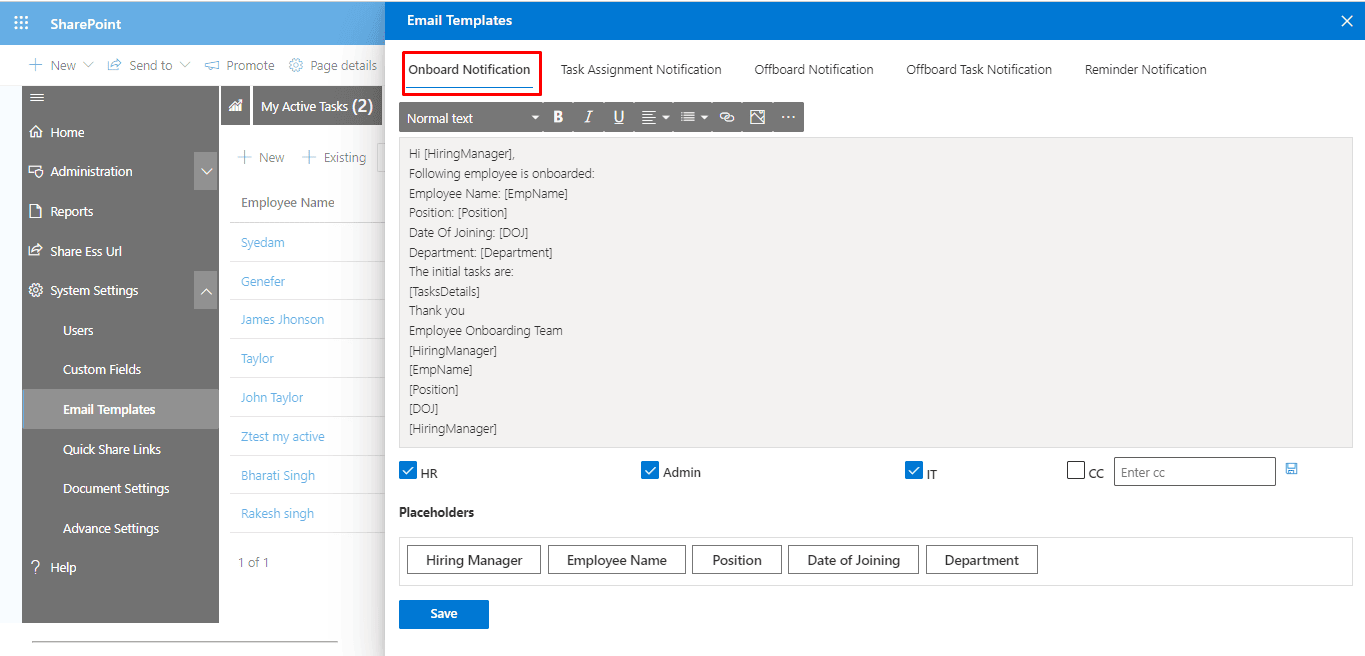 SharePoint
New
Send to
Promote
Page details
Home
Administration
Reports
Share Ess Url
System Settings
Users
Custom Fields
Email Templates
Quick Share Links
Document Settings
Advance Settings
? Help
My Active Tasks (2)
New
Existing
Employee Name
Syedam
Genefer
James Jhonson
Taylor
John Taylor
Ztest my active
Bharati Singh
Rakesh singh
1 of 1
Email Templates
Onboard Notification
Task Assignment Notification
Offboard Notification
Offboard Task Notification
Reminder Notification
Normal text
B
I
U
Hi [HiringManager],
Following employee is onboarded:
Employee Name: [EmpName]
Position: [Position]
Date Of Joining: [DOJ]
Department: [Department]
The initial tasks are:
[TasksDetails]
Thank you
Employee Onboarding Team
[HiringManager]
[EmpName]
[Position]
[DOJ]
[HiringManager]
HR
Admin
IT
CC
Enter cc
Placeholders
Hiring Manager
Employee Name
Position
Date of Joining
Department
Save